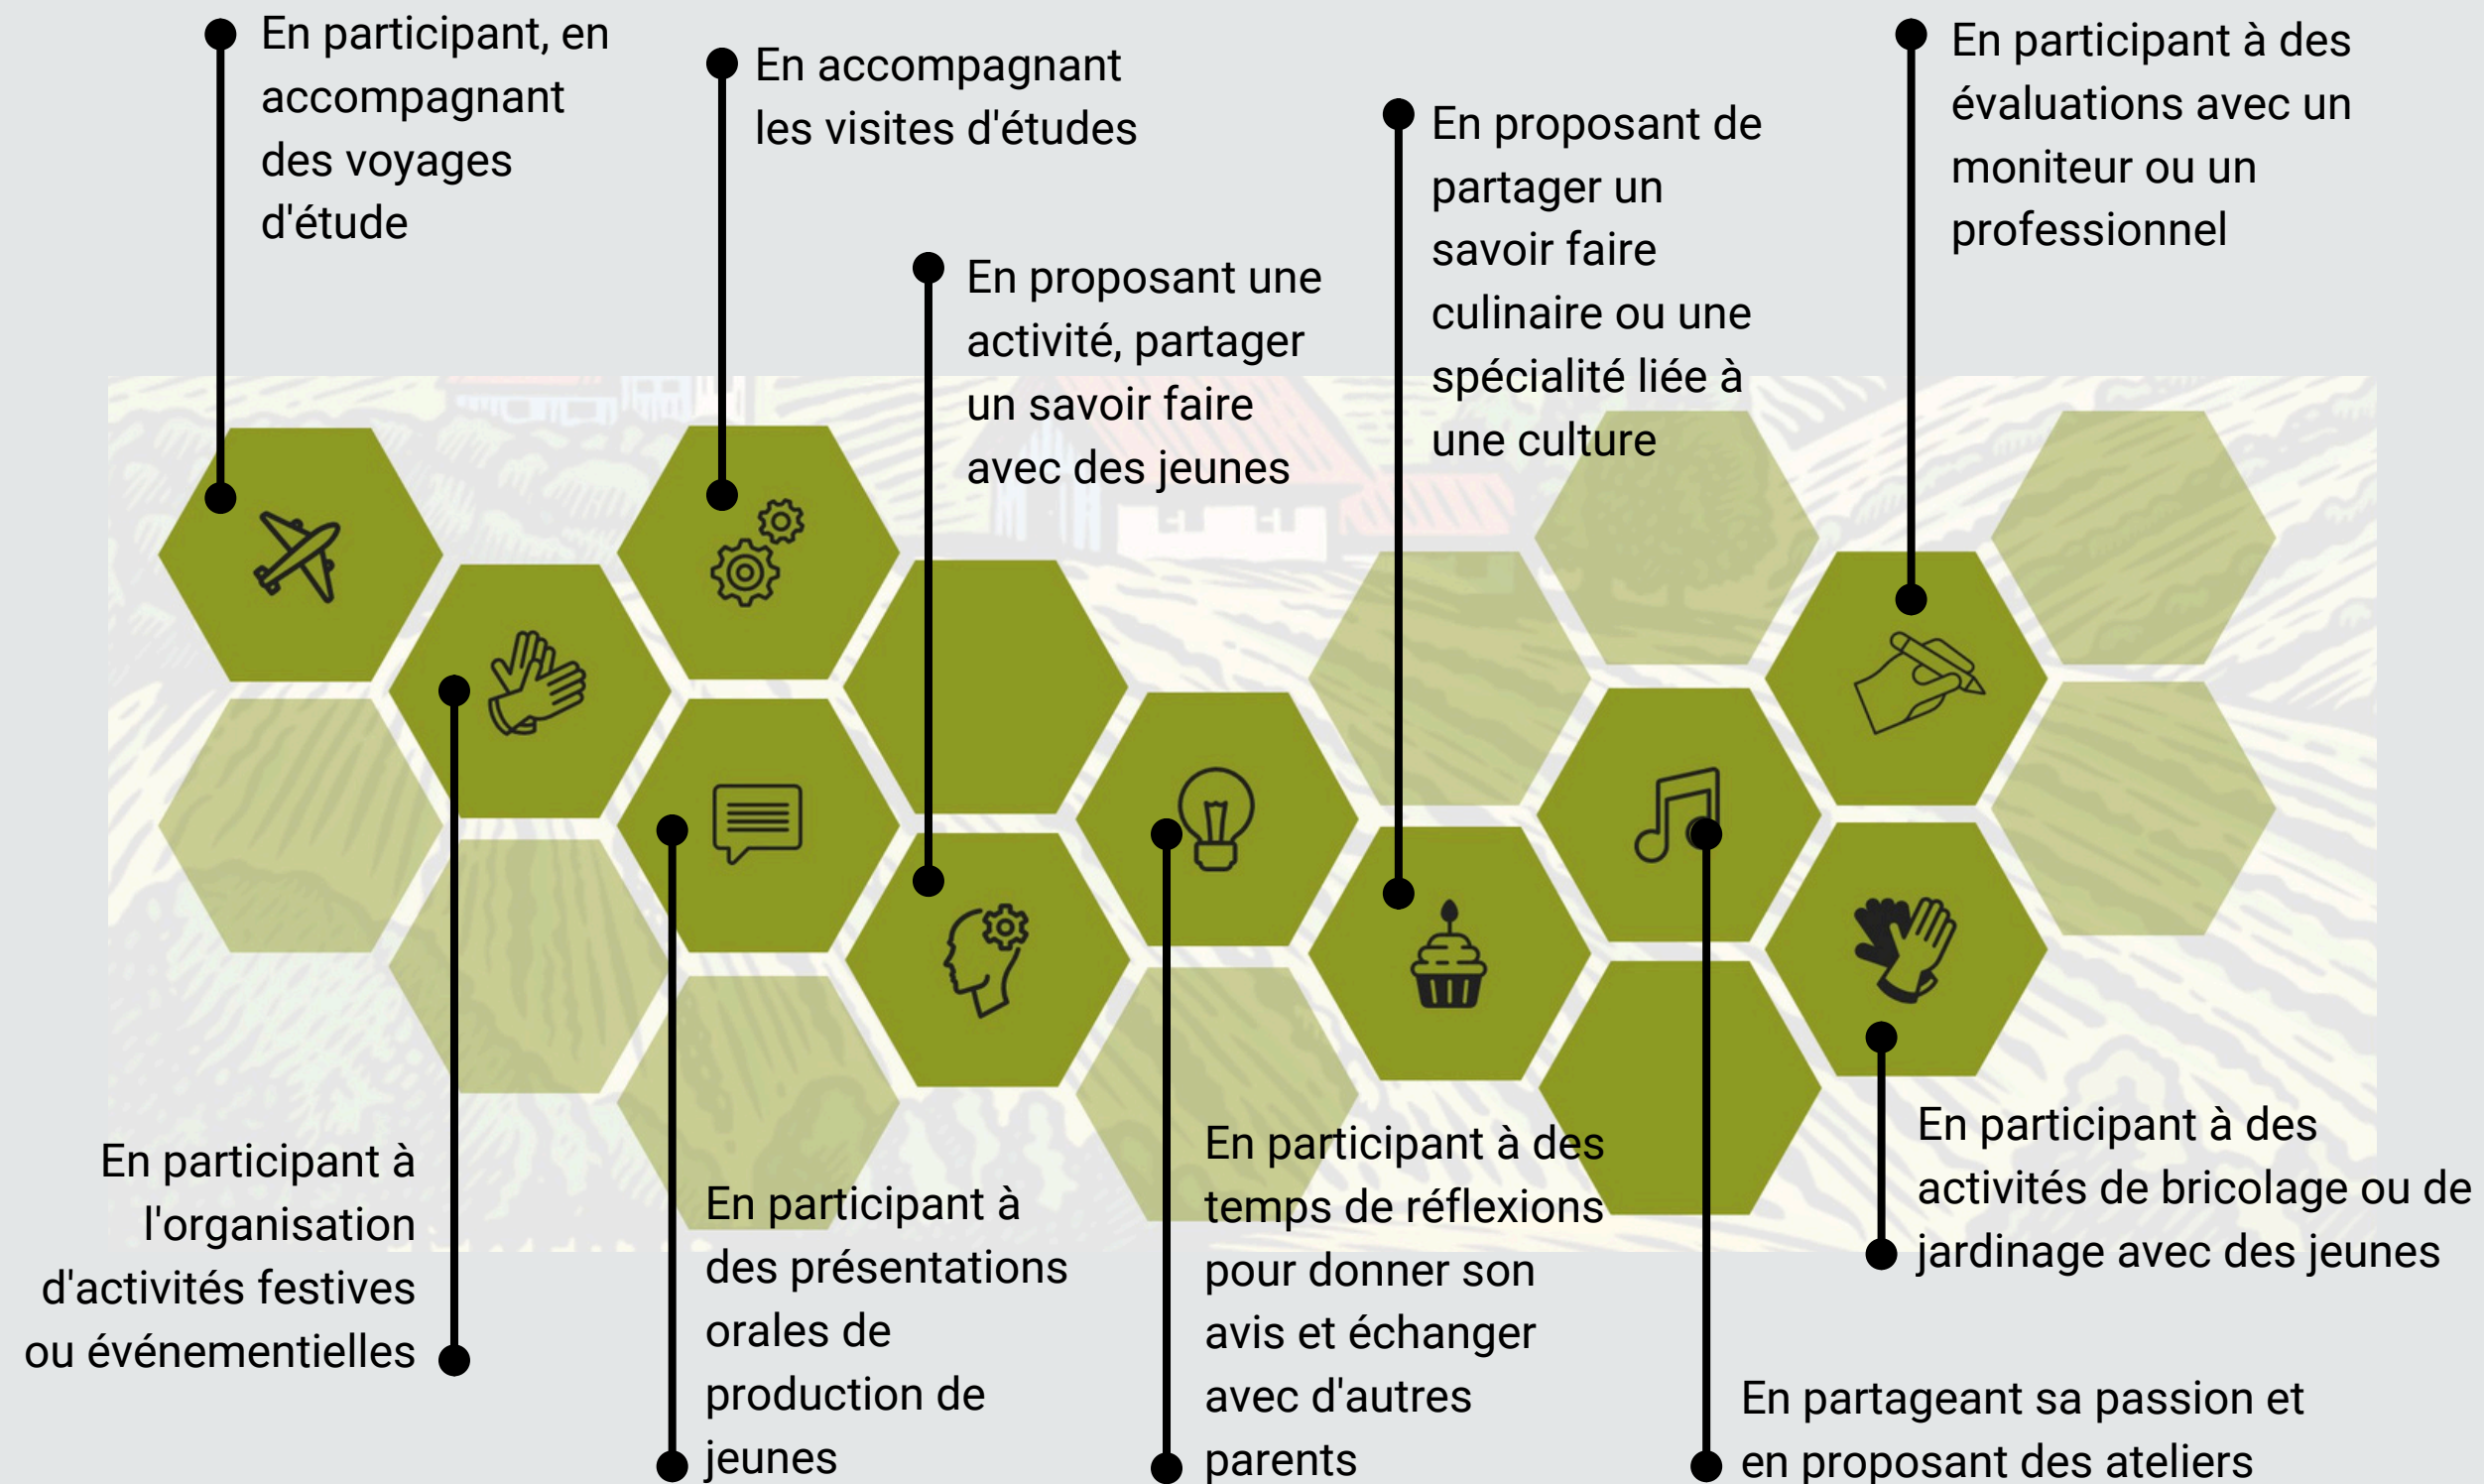 En participant, en
accompagnant
des voyages
d'étude
En accompagnant
les visites d'études
En proposant une
activité, partager
un savoir faire
avec des jeunes
En proposant de
partager un
savoir faire
culinaire ou une
spécialité liée à
une culture
En participant à des
évaluations avec un
moniteur ou un
professionnel
En participant à
l'organisation
d'activités festives
ou événementielles
En participant à
des présentations
orales de
production de
jeunes
En participant à des
temps de réflexions
pour donner son
avis et échanger
avec d'autres
parents
En partageant sa passion et
en proposant des ateliers
En participant à des
activités de bricolage ou de
jardinage avec des jeunes